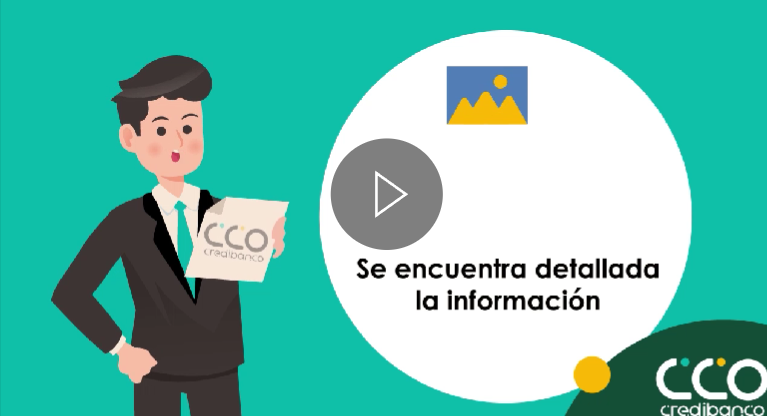 CCO
credibanco
Se encuentra detallada
la información
CCO
credibanco